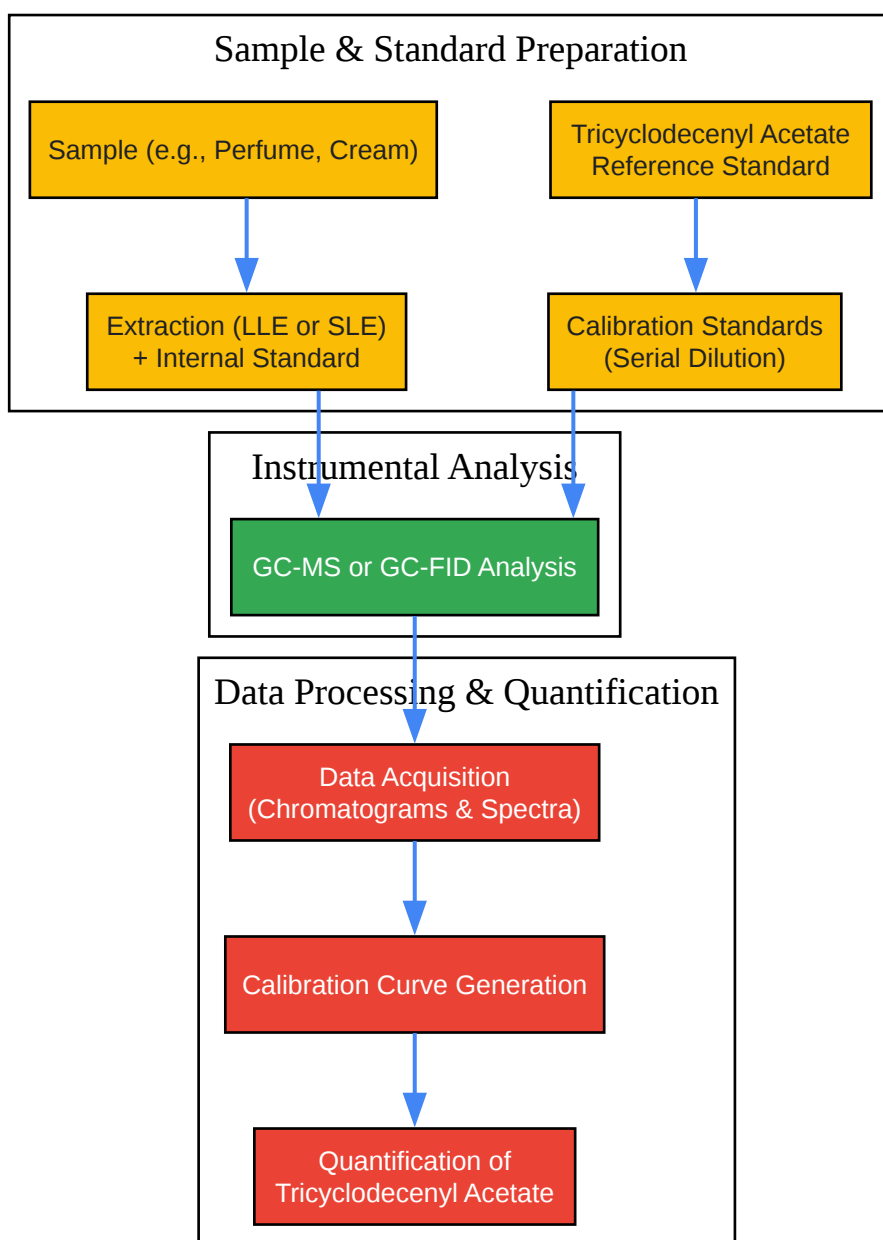 Sample & Standard Preparation
Sample (e.g., Perfume, Cream)
Tricyclodecenyl Acetate
Reference Standard
Extraction (LLE or SLE)
+ Internal Standard
Calibration Standards
(Serial Dilution)
Instrumental Analysis
GC-MS or GC-FID Analysis
Data Processing & Quantification
Data Acquisition
(Chromatograms & Spectra)
Calibration Curve Generation
Quantification of
Tricyclodecenyl Acetate